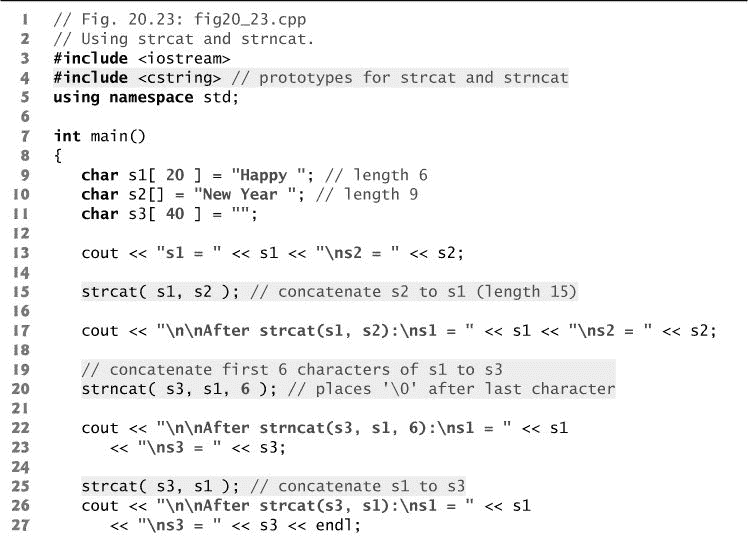 1 // Fig. 20.23: fig20_23.cpp
2 // Using strcat and strncat.
3 #include <iostream>
4 #include <cstring> // prototypes for strcat and strncat
5 using namespace std;
6
7 int main()
8 {
9 char s1[ 20 ] = "Happy "; // length 6
10 char s2[] = "New Year "; // length 9
11 char s3[ 40 ] = "";
12
13 cout << "s1 = " << s1 << "\ns2 = " << s2;
14
15 strcat( s1, s2 ); // concatenate s2 to s1 (length 15)
16
17 cout << "\n\nAfter strcat(s1, s2):\ns1 = " << s1 << "\ns2 = " << s2;
18
19 // concatenate first 6 characters of s1 to s3
20 strncat( s3, s1, 6 ); // places '\0' after last character
21
22 cout << "\n\nAfter strncat(s3, s1, 6):\ns1 = " << s1
23 << "\ns3 = " << s3;
24
25 strcat( s3, s1 ); // concatenate s1 to s3
26 cout << "\n\nAfter strcat(s3, s1):\ns1 = " << s1
27 << "\ns3 = " << s3 << endl;